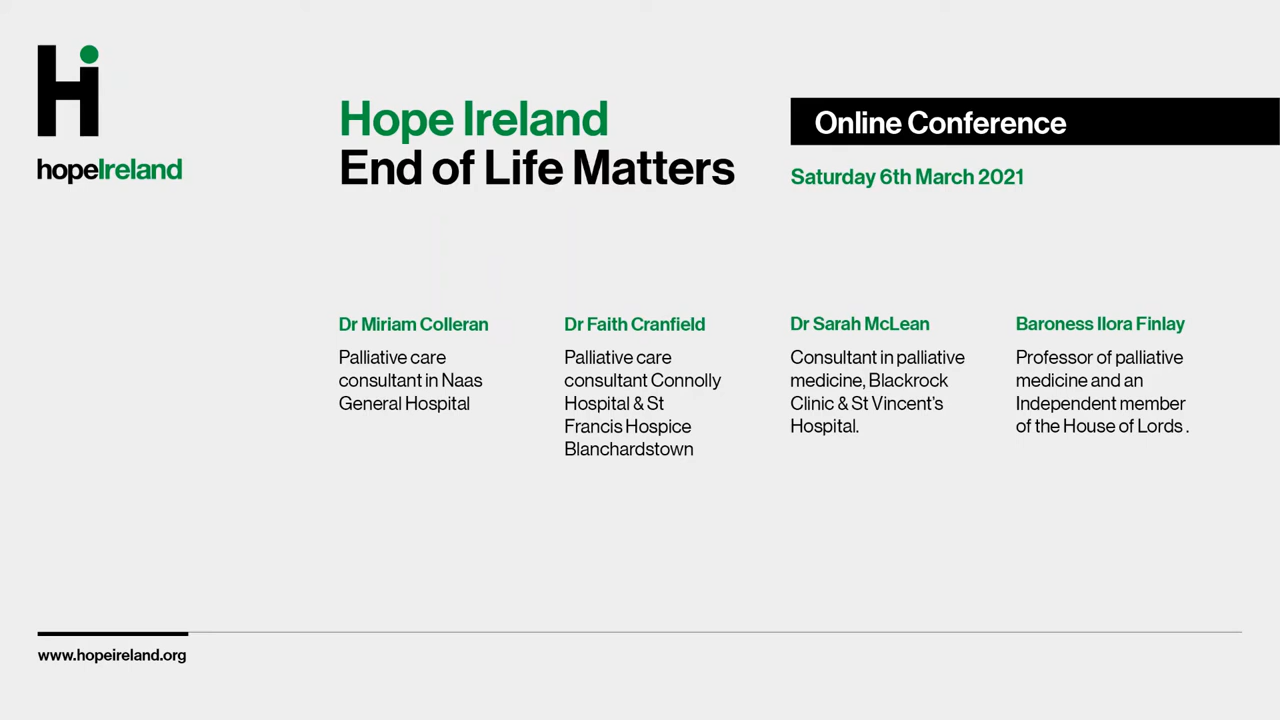 Hi
hopeIreland
Hope Ireland
End of Life Matters
Online Conference
Saturday 6th March 2021
Dr Miriam Colleran
Palliative care
consultant in Naas
General Hospital
Dr Faith Cranfield
Palliative care
consultant Connolly
Hospital & St
Francis Hospice
Blanchardstown
Dr Sarah McLean
Consultant in palliative
medicine, Blackrock
Clinic & St Vincent's
Hospital.
Baroness Ilora Finlay
Professor of palliative
medicine and an
Independent member
of the House of Lords .
www.hopeireland.org